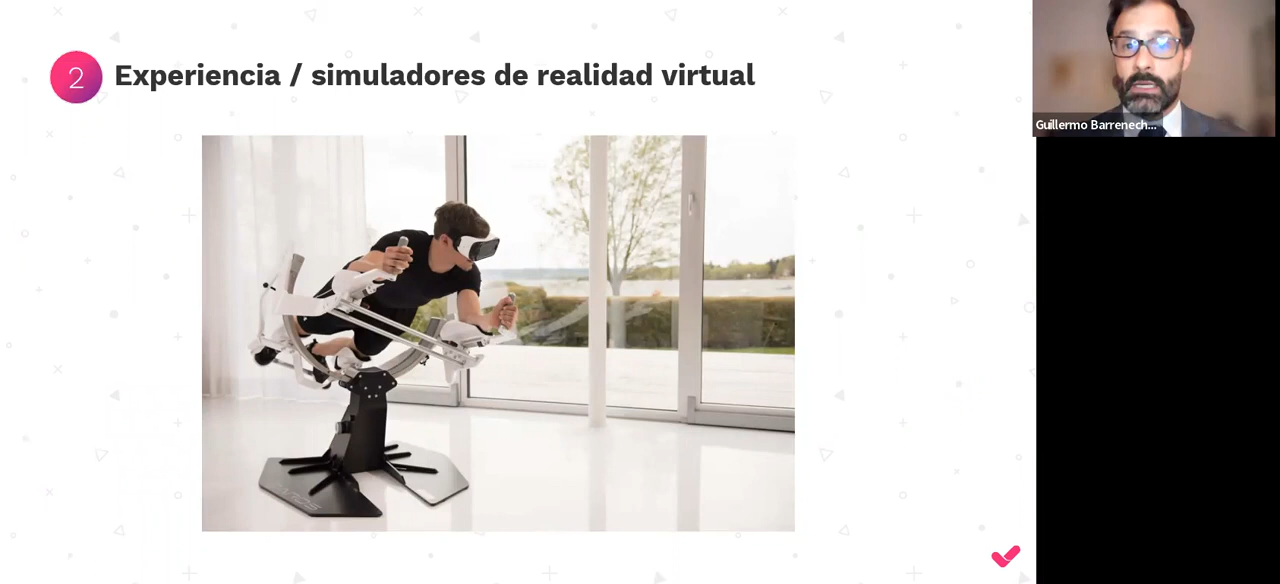 2
Experiencia / simuladores de realidad virtual
Guillermo Barrenech...